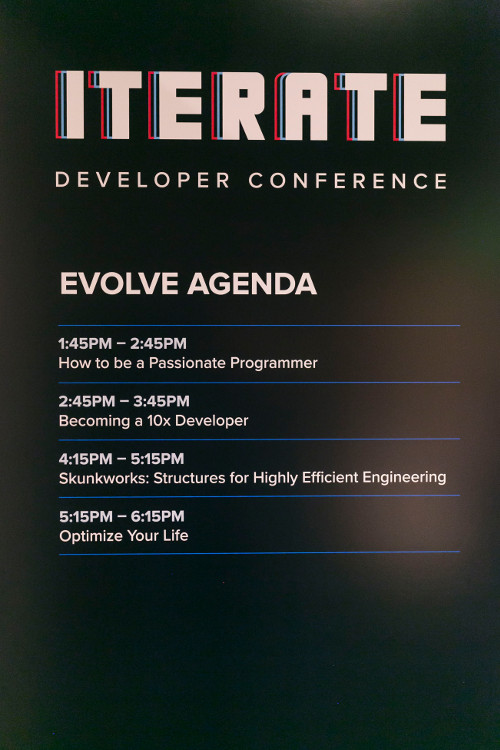 ITERATE
DEVELOPER CONFERENCE
EVOLVE AGENDA
1:45PM – 2:45PM
How to be a Passionate Programmer
2:45PM – 3:45PM
Becoming a 10x Developer
4:15PM – 5:15PM
Skunkworks: Structures for Highly Efficient Engineering
5:15PM – 6:15PM
Optimize Your Life